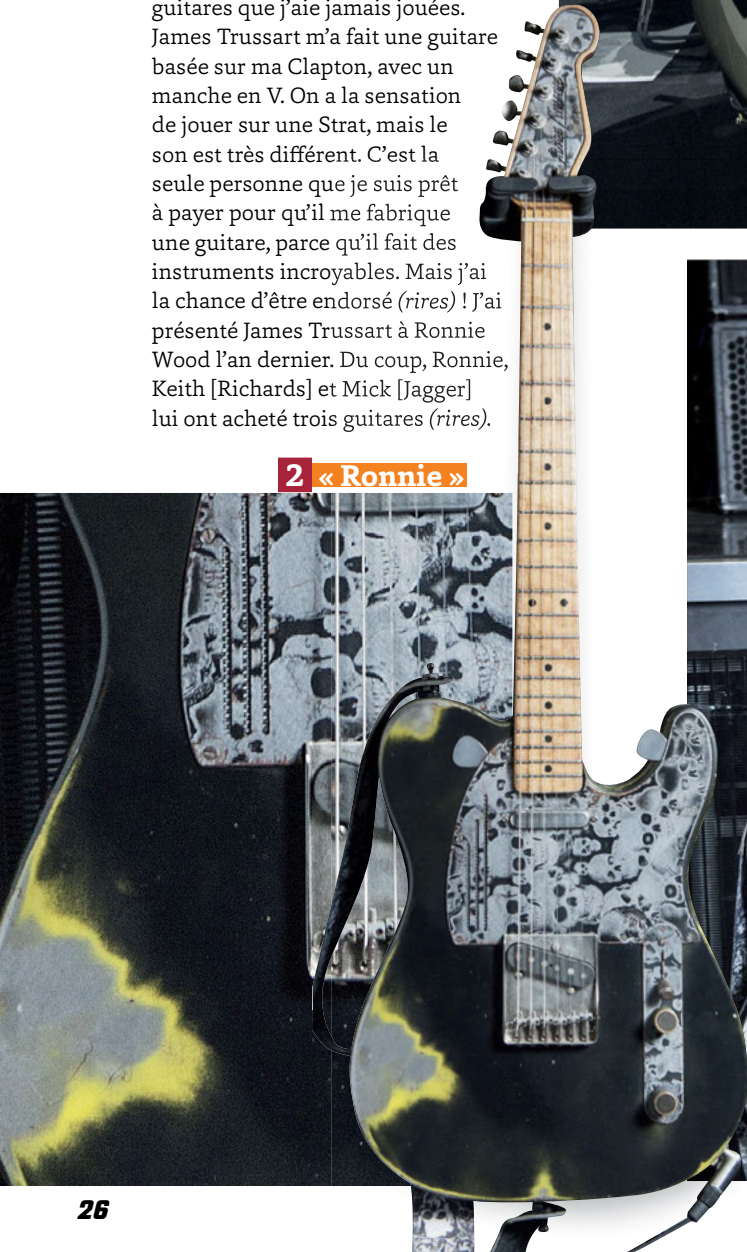 guitares que j’aie jamais jouées.
James Trussart m’a fait une guitare
basée sur ma Clapton, avec un
manche en V. On a la sensation
de jouer sur une Strat, mais le
son est très différent. C’est la
seule personne que je suis prêt
à payer pour qu’il me fabrique
une guitare, parce qu’il fait des
instruments incroyables. Mais j’ai
la chance d’être endorsé (rires) ! J’ai
présenté James Trussart à Ronnie
Wood l’an dernier. Du coup, Ronnie,
Keith [Richards] et Mick [Jagger]
lui ont acheté trois guitares (rires).
2 « Ronnie »
26